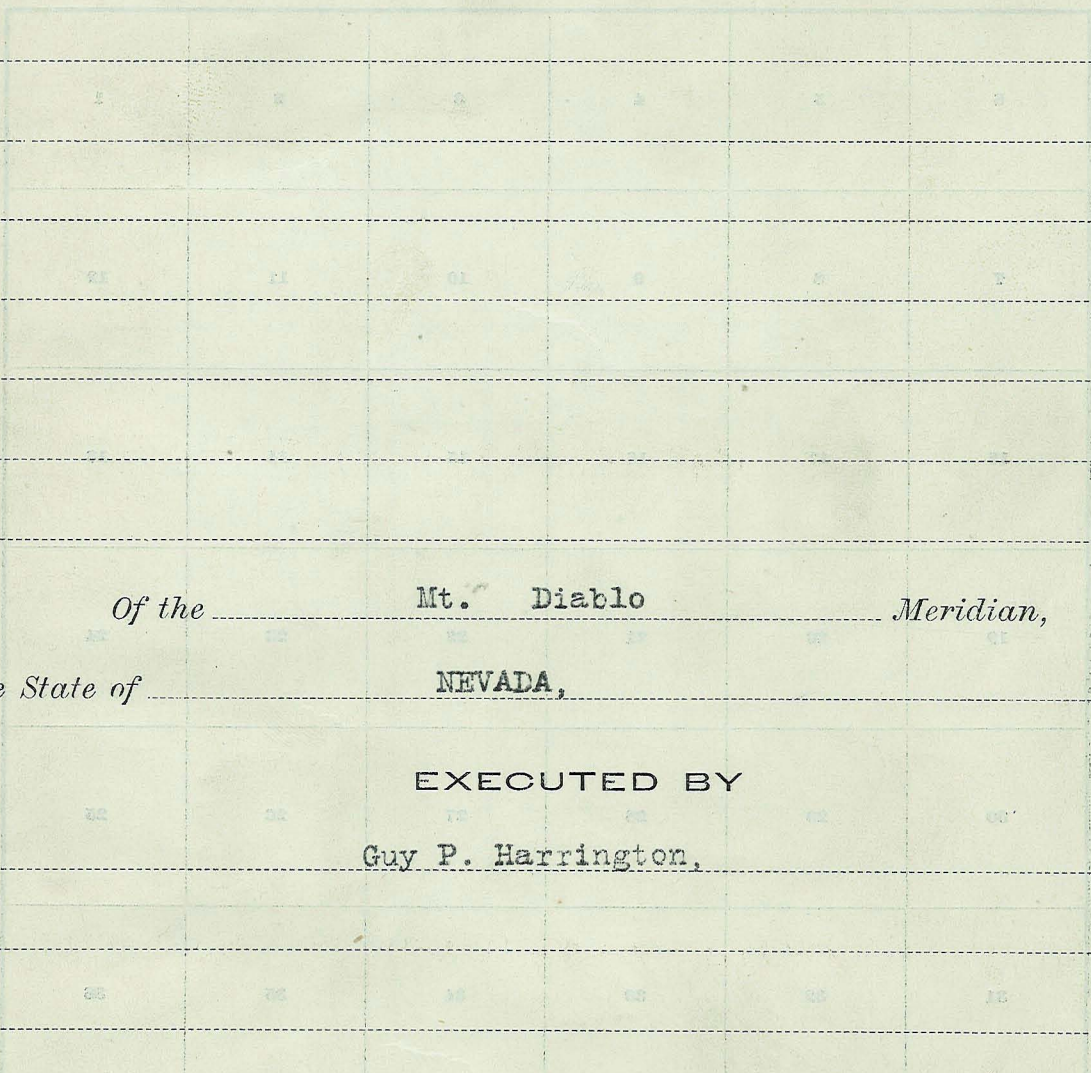 Of the Mt. Diablo Meridian,
e State of NEVADA,
EXECUTED BY
Guy P. Harrington,